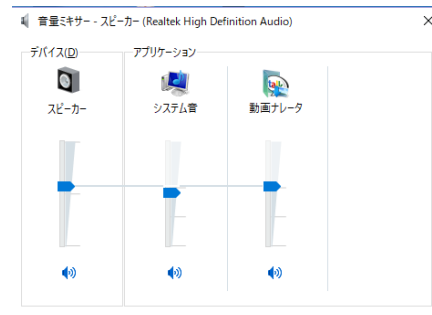 音量ミキサー - スピーカー (Realtek High Definition Audio)
デバイス(D)
アプリケーション
スピーカー
システム音
動画ナレータ
talk